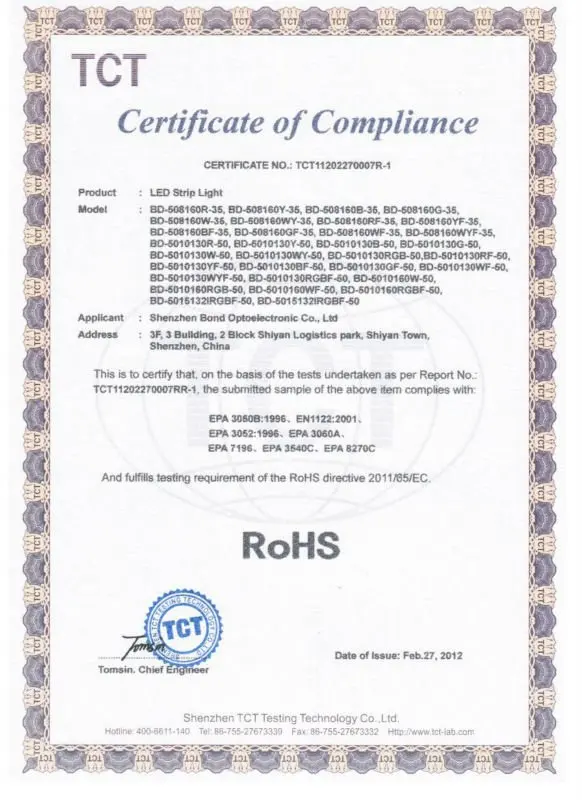 TCT
Certificate of Compliance
CERTIFICATE NO.: TCT11202270007R-1
Product : LED Strip Light
Model : BD-508160R-35, BD-508160Y-35, BD-508160B-35, BD-508160G-35,
BD-508160W-35, BD-508160WY-35, BD-508160RF-35, BD-508160YF-35,
BD-508160BF-35, BD-508160GF-35, BD-508160WF-35, BD-508160WYF-35,
BD-5010130R-50, BD-5010130Y-50, BD-5010130B-50, BD-5010130G-50,
BD-5010130W-50, BD-5010130WY-50, BD-5010130RGB-50,BD-5010130RF-50,
BD-5010130YF-50, BD-5010130BF-50, BD-5010130GF-50, BD-5010130WF-50,
BD-5010130WYF-50, BD-5010130RGBF-50, BD-5010160W-50,
BD-5010160RGB-50, BD-5010160WF-50, BD-5010160RGBF-50,
BD-6015132IRGBF-50, BD-5015132IRGBF-50
Applicant : Shenzhen Bond Optoelectronic Co., Ltd
Address : 3F, 3 Building, 2 Block Shiyan Logistics park, Shiyan Town,
Shenzhen, China
This is to certify that, on the basis of the tests undertaken as per Report No.:
TCT11202270007RR-1, the submitted sample of the above item complies with:
EPA 3050B:1996、EN1122:2001、
EPA 3052:1996、EPA 3060A、
EPA 7196、EPA 3540C、EPA 8270C
And fulfills testing requirement of the RoHS directive 2011/65/EC.
RoHS
TCT
Tomsin
Tomsin. Chief Engineer
Date of Issue: Feb.27, 2012
Shenzhen TCT Testing Technology Co.,Ltd.
Hotline: 400-6611-140 Tel: 86-755-27673339 Fax: 86-755-27673332 Http://www.tct-lab.com